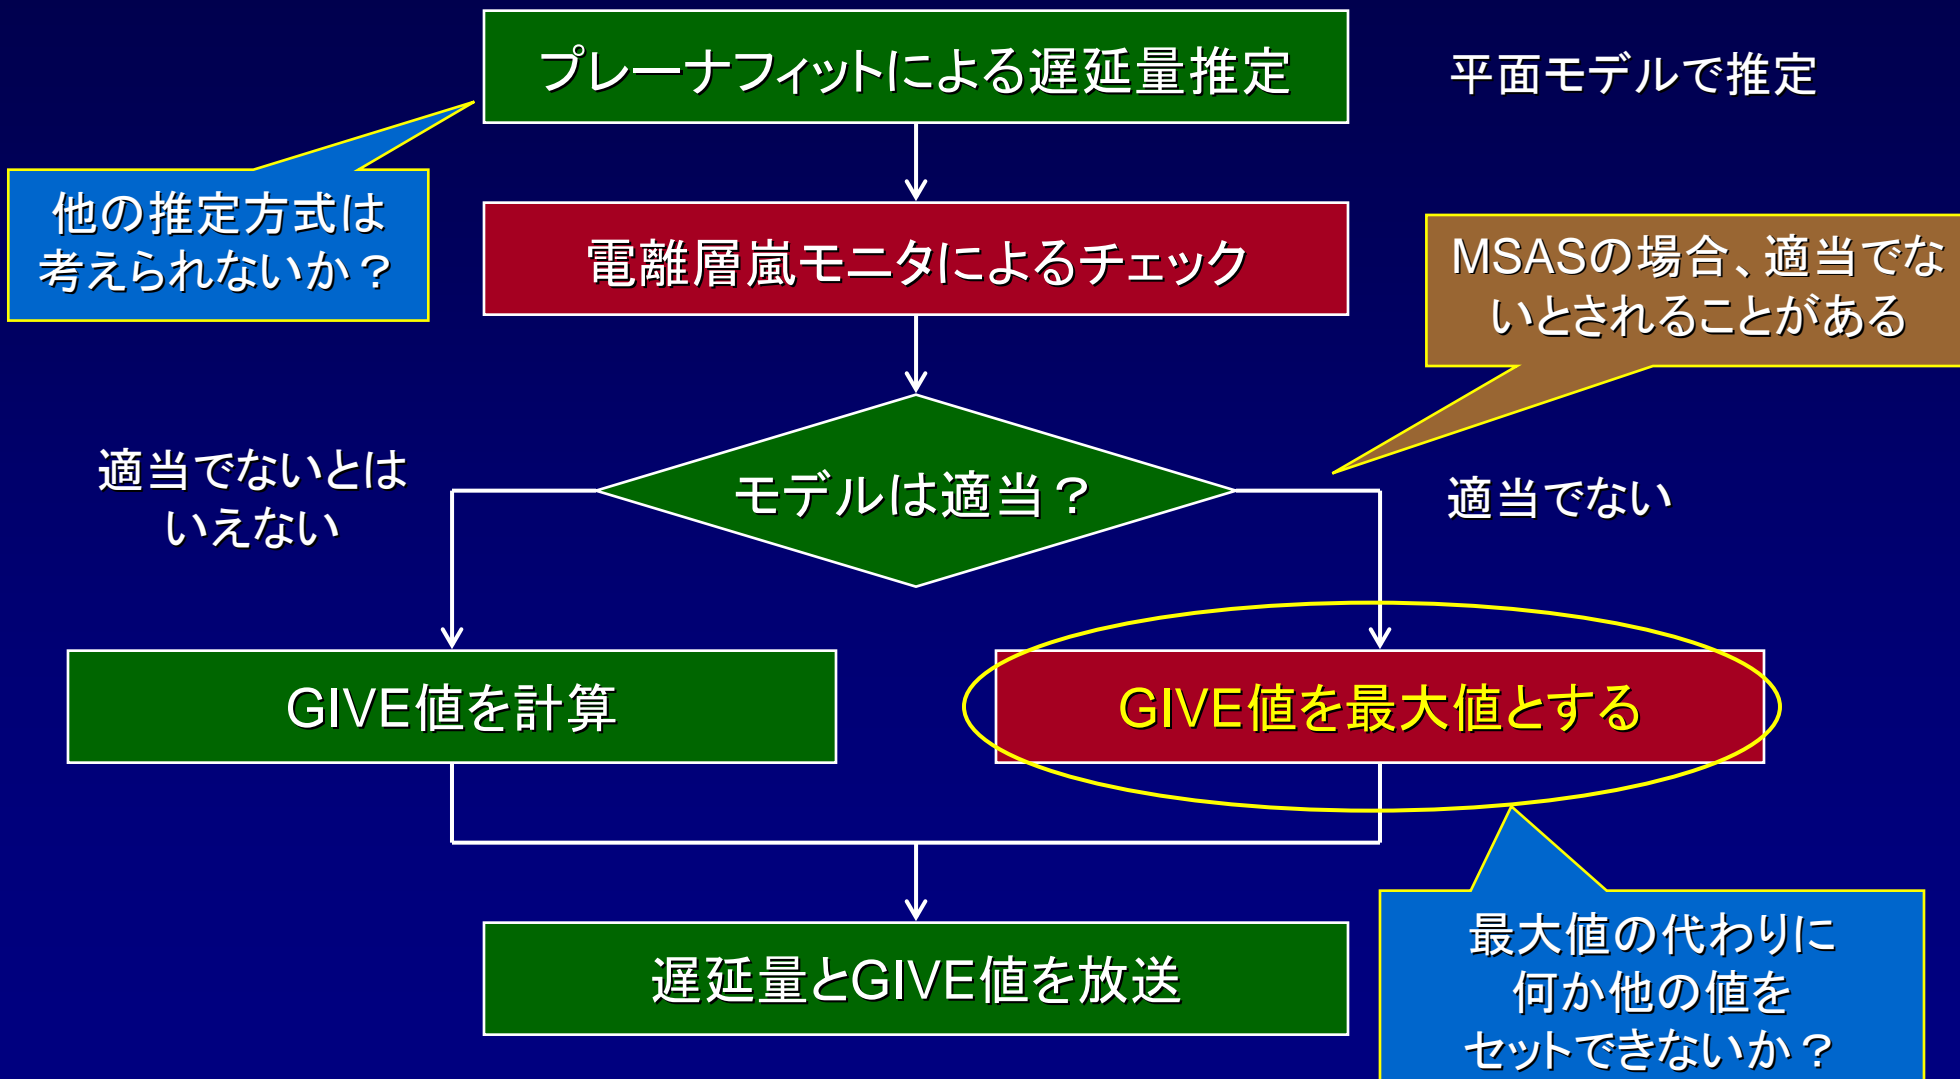 プレーナフィットによる遅延量推定
平面モデルで推定
他の推定方式は
考えられないか？
電離層嵐モニタによるチェック
MSASの場合、適当でな
いとされることがある
適当でないとは
いえない
モデルは適当？
適当でない
GIVE値を計算
GIVE値を最大値とする
遅延量とGIVE値を放送
最大値の代わりに
何か他の値を
セットできないか？